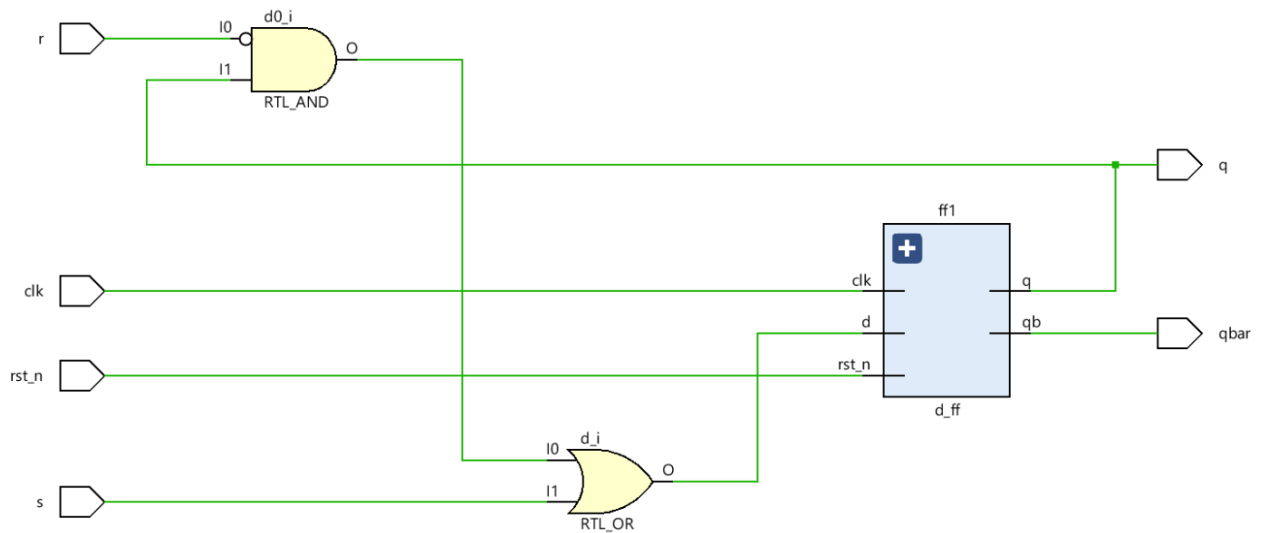 d0_i
r
I0
O
I1
RTL_AND
q
ff1
clk
clk
q
d
qb
qbar
rst_n
rst_n
d_ff
d_i
I0
O
s
I1
RTL_OR